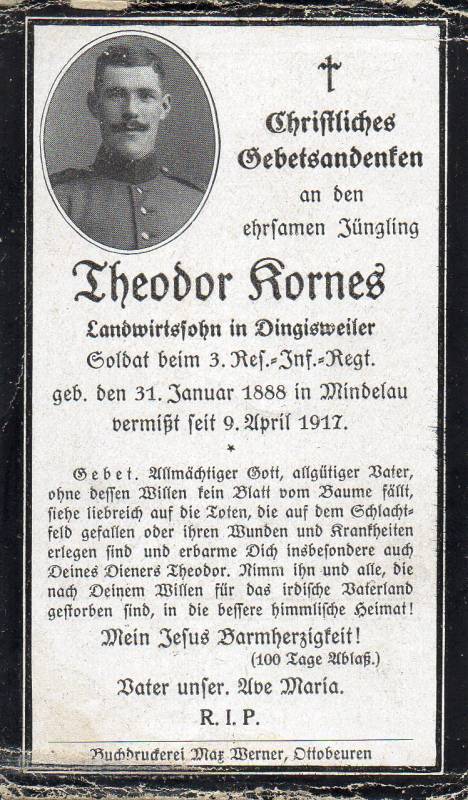 Christliches
Gebetsandenken
an den
ehrsamen Jüngling
Theodor Kornes
Landwirtssohn in Dingisweiler
Soldat beim 3. Res.-Inf.-Regt.
geb. den 31. Januar 1888 in Mindelau
vermißt seit 9. April 1917.
*
Gebet. Allmächtiger Gott, allgütiger Vater,
ohne dessen Willen kein Blatt vom Baume fällt,
siehe liebreich auf die Toten, die auf dem Schlacht-
feld gefallen oder ihren Wunden und Krankheiten
erlegen sind und erbarme Dich insbesondere auch
Deines Dieners Theodor. Nimm ihn und alle, die
nach Deinem Willen für das irdische Vaterland
gestorben sind, in die bessere himmlische Heimat!
Mein Jesus Barmherzigkeit!
(100 Tage Ablaß.)
Vater unser. Ave Maria.
R. I. P.
Buchdruckerei Max Werner, Ottobeuren